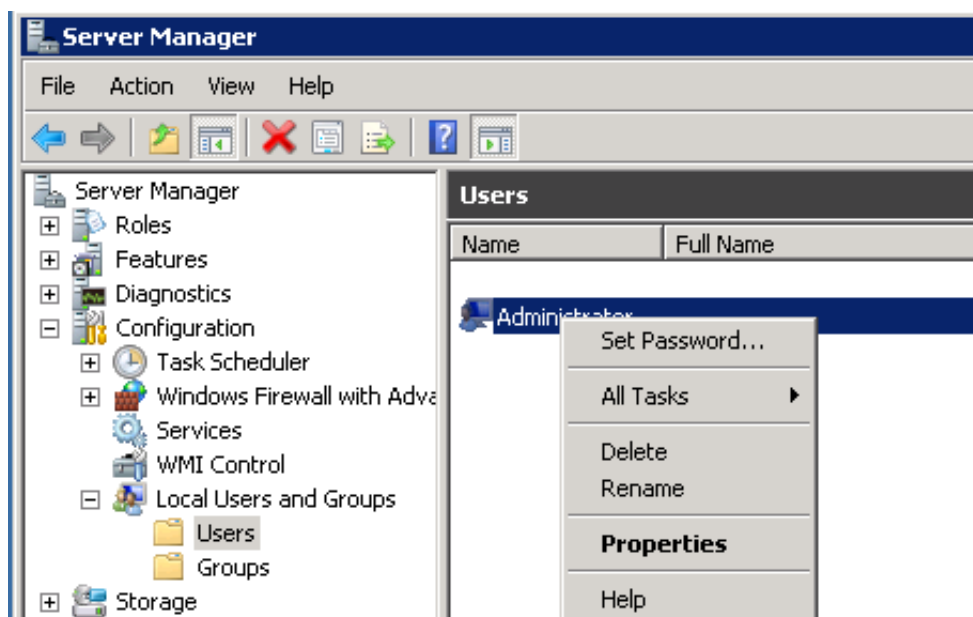 Server Manager
File Action View Help
Server Manager
Roles
Features
Diagnostics
Configuration
Task Scheduler
Windows Firewall with Adva
Services
WMI Control
Local Users and Groups
Users
Groups
Storage
Users
Name Full Name
Administrator
Set Password...
All Tasks
Delete
Rename
Properties
Help